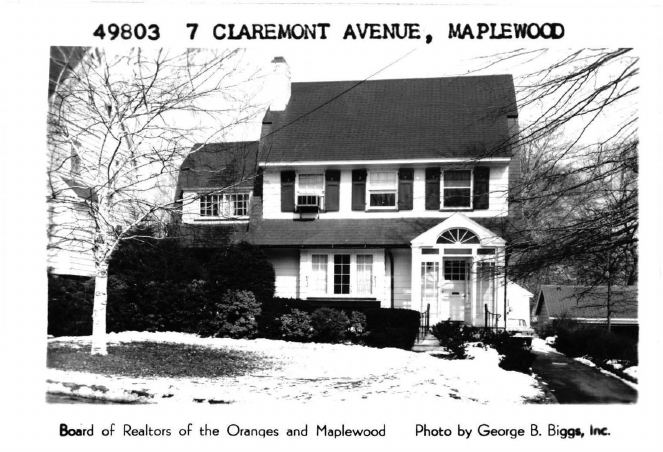 49803 7 CLAREMONT AVENUE, MAPLEWOOD
Board of Realtors of the Oranges and Maplewood Photo by George B. Biggs, Inc.